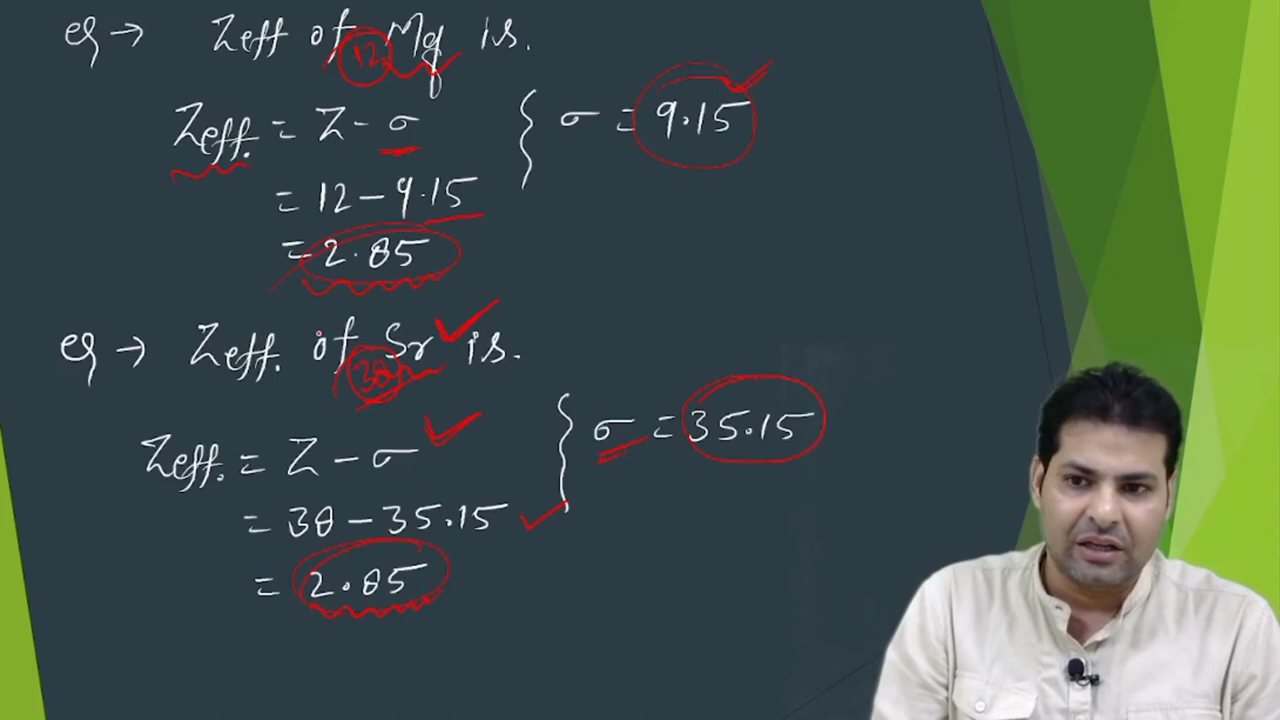 eg → Zeff of Mg is.
12
Zeff. = Z - σ } σ = 9.15
= 12 - 9.15
= 2.85
eg → Zeff. of Sr is.
38
Zeff. = Z - σ } σ = 35.15
= 38 - 35.15
= 2.85